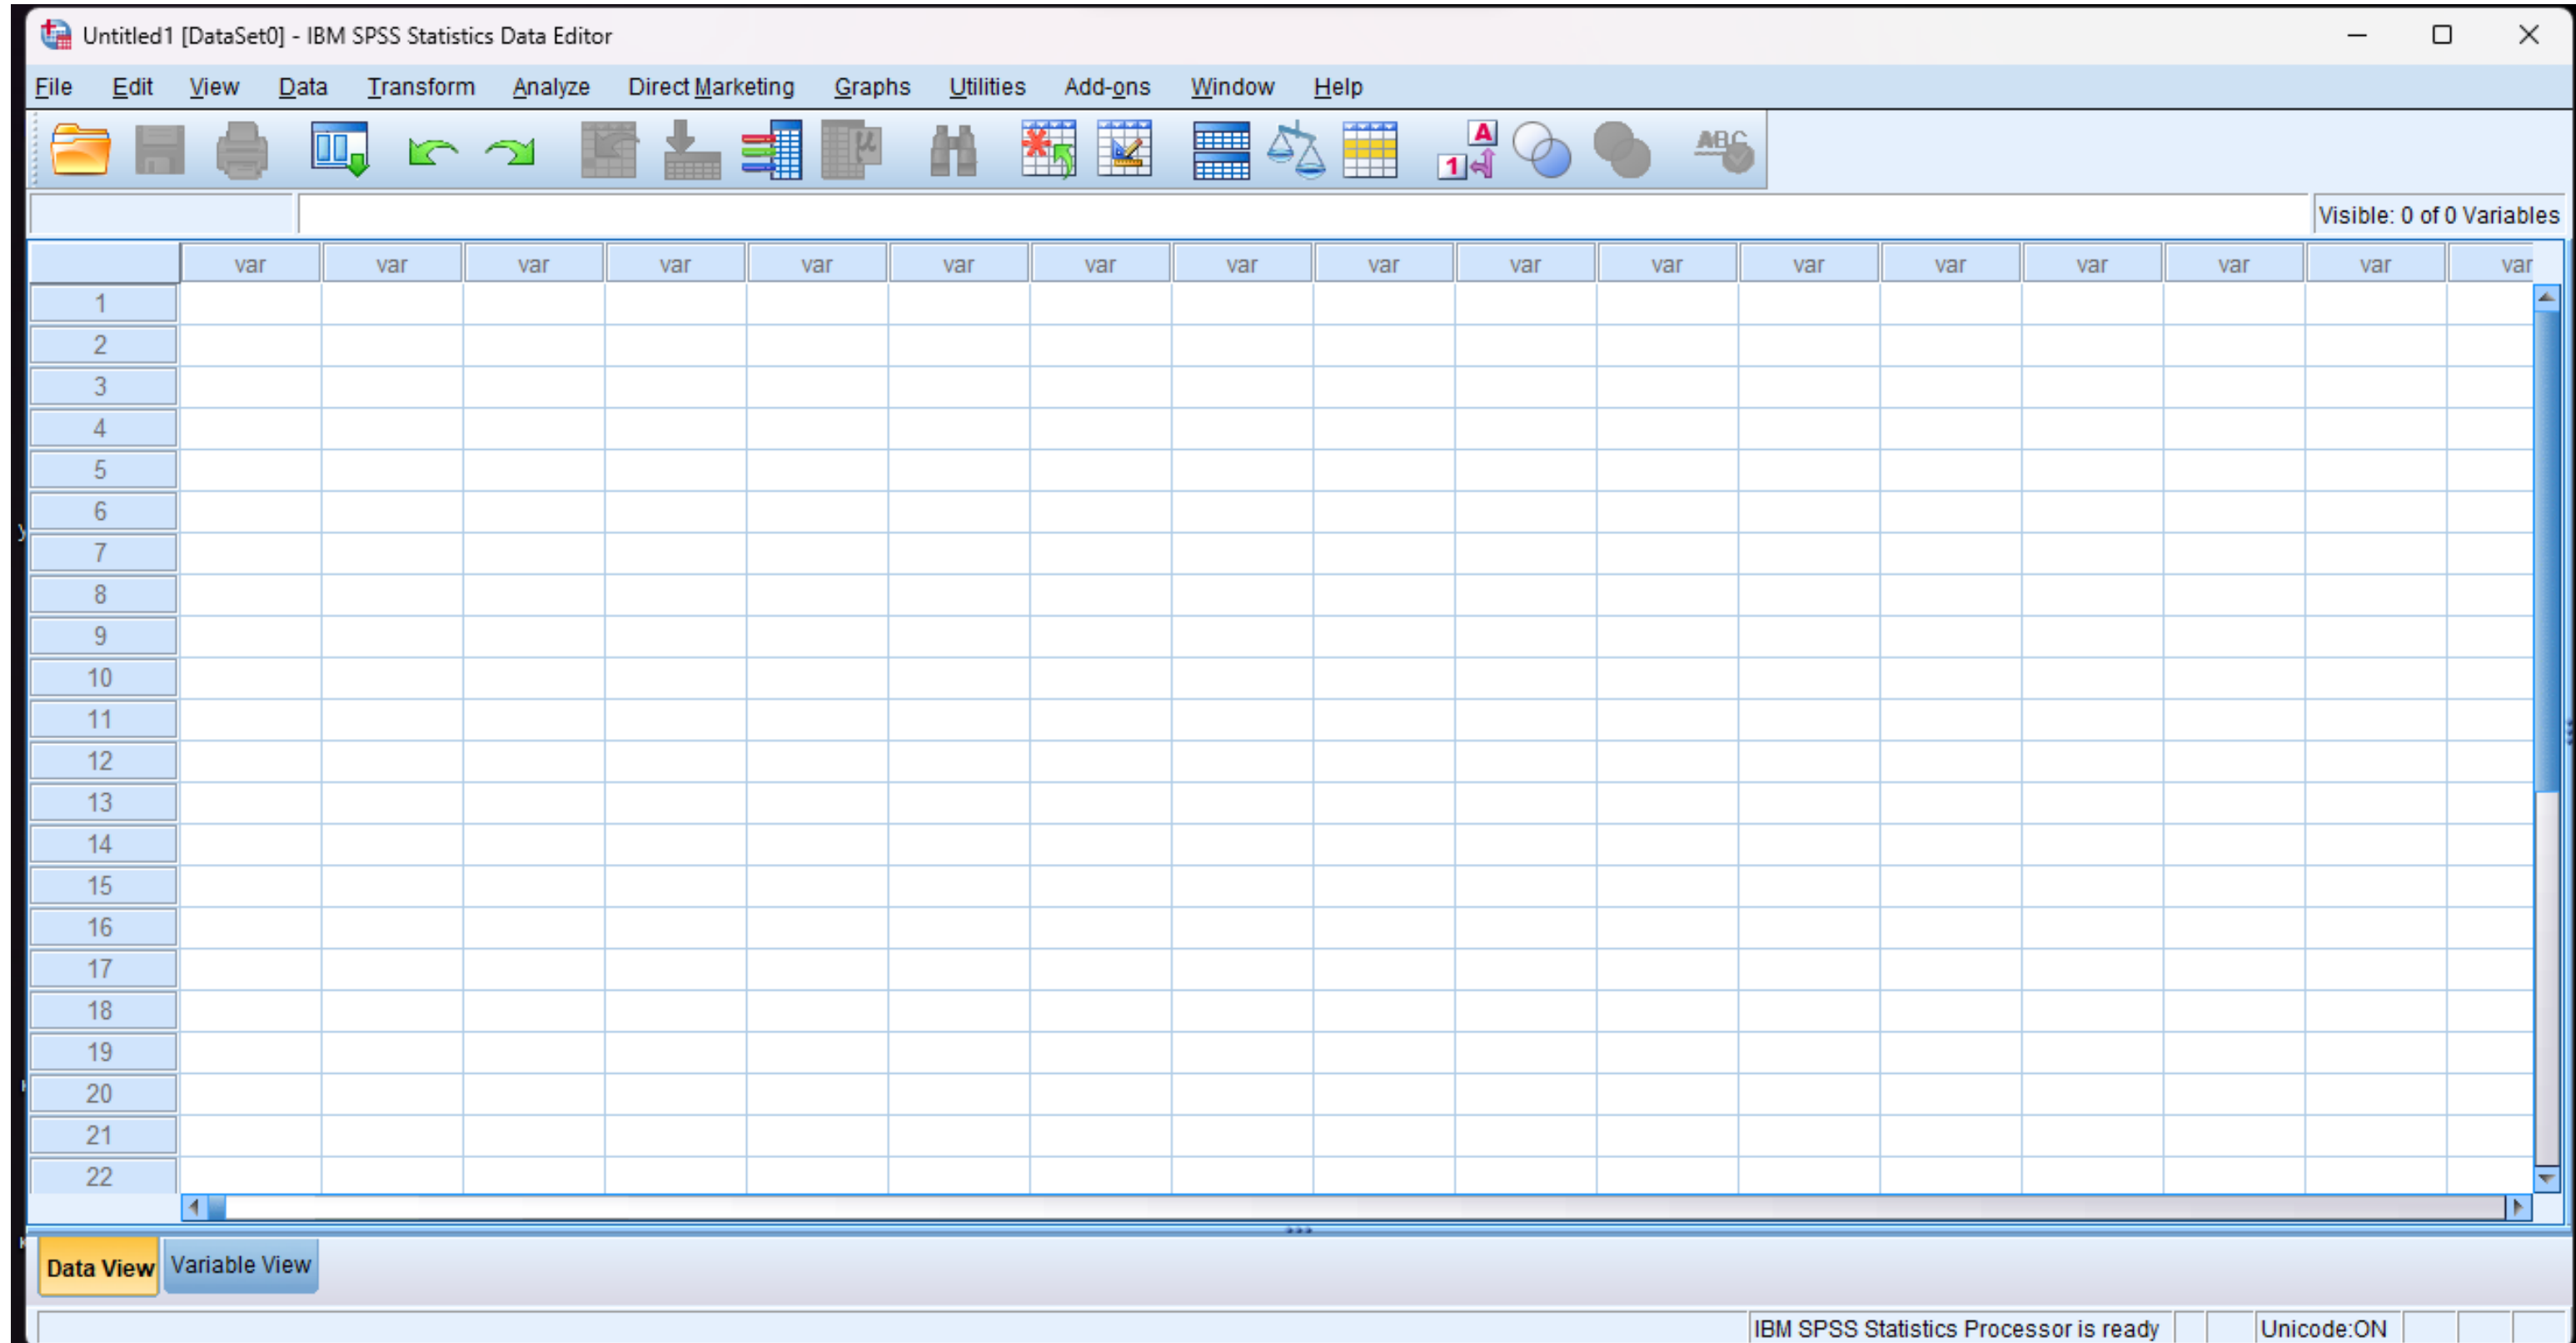 Untitled1 [DataSet0] - IBM SPSS Statistics Data Editor
File Edit View Data Transform Analyze Direct Marketing Graphs Utilities Add-ons Window Help
A
1
µ
ABC
Visible: 0 of 0 Variables
var var var var var var var var var var var var var var var var var
1
2
3
4
5
6
7
8
9
10
11
12
13
14
15
16
17
18
19
20
21
22
Data View Variable View
IBM SPSS Statistics Processor is ready Unicode:ON